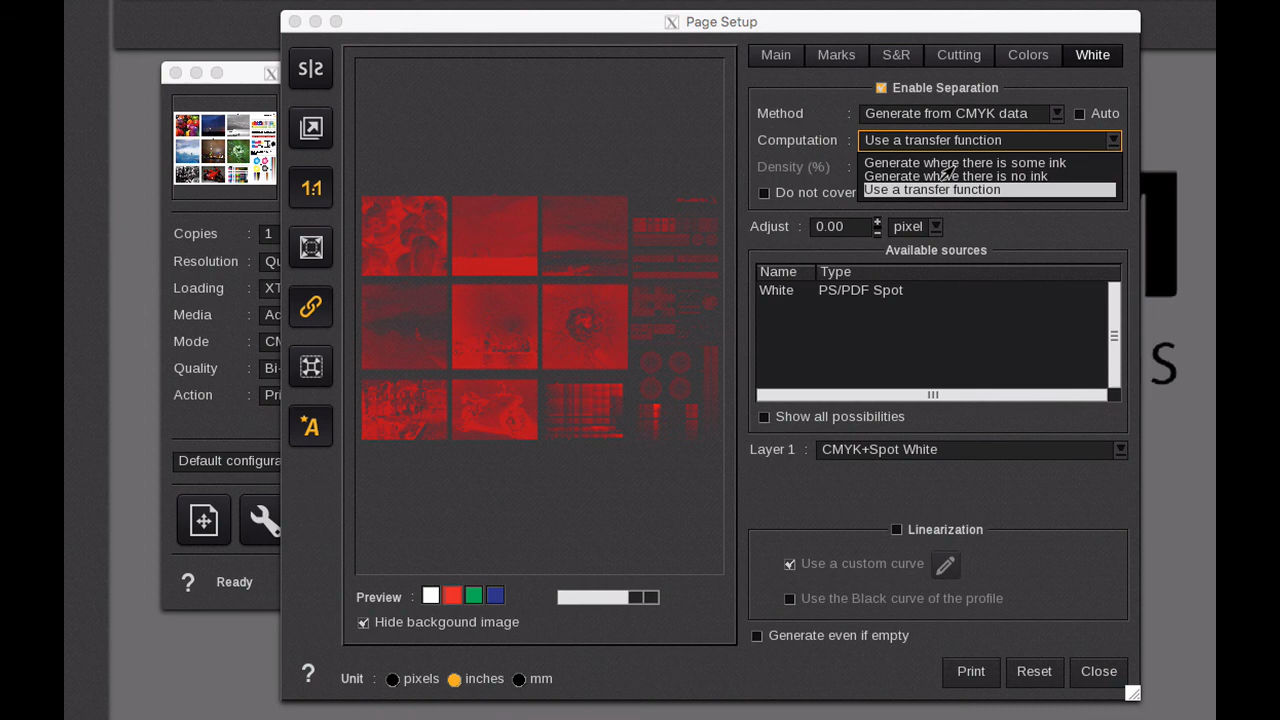 Page Setup
Main Marks S&R Cutting Colors White
Enable Separation
Method : Generate from CMYK data Auto
Computation : Use a transfer function
Generate where there is some ink
Density (%) :
Generate where there is no ink
Do not cover Use a transfer function
Adjust : 0.00 pixel
Available sources
Name Type
White PS/PDF Spot
Show all possibilities
Layer 1 : CMYK+Spot White
Linearization
Use a custom curve
Use the Black curve of the profile
Generate even if empty
Print Reset Close
S|S
1:1
A
Preview :
Hide backgound image
? Unit : pixels inches mm
Copies : 1
Resolution : Qu
Loading : XT
Media : Ad
Mode : CM
Quality : Bi-
Action : Pri
Default configura
? Ready
S